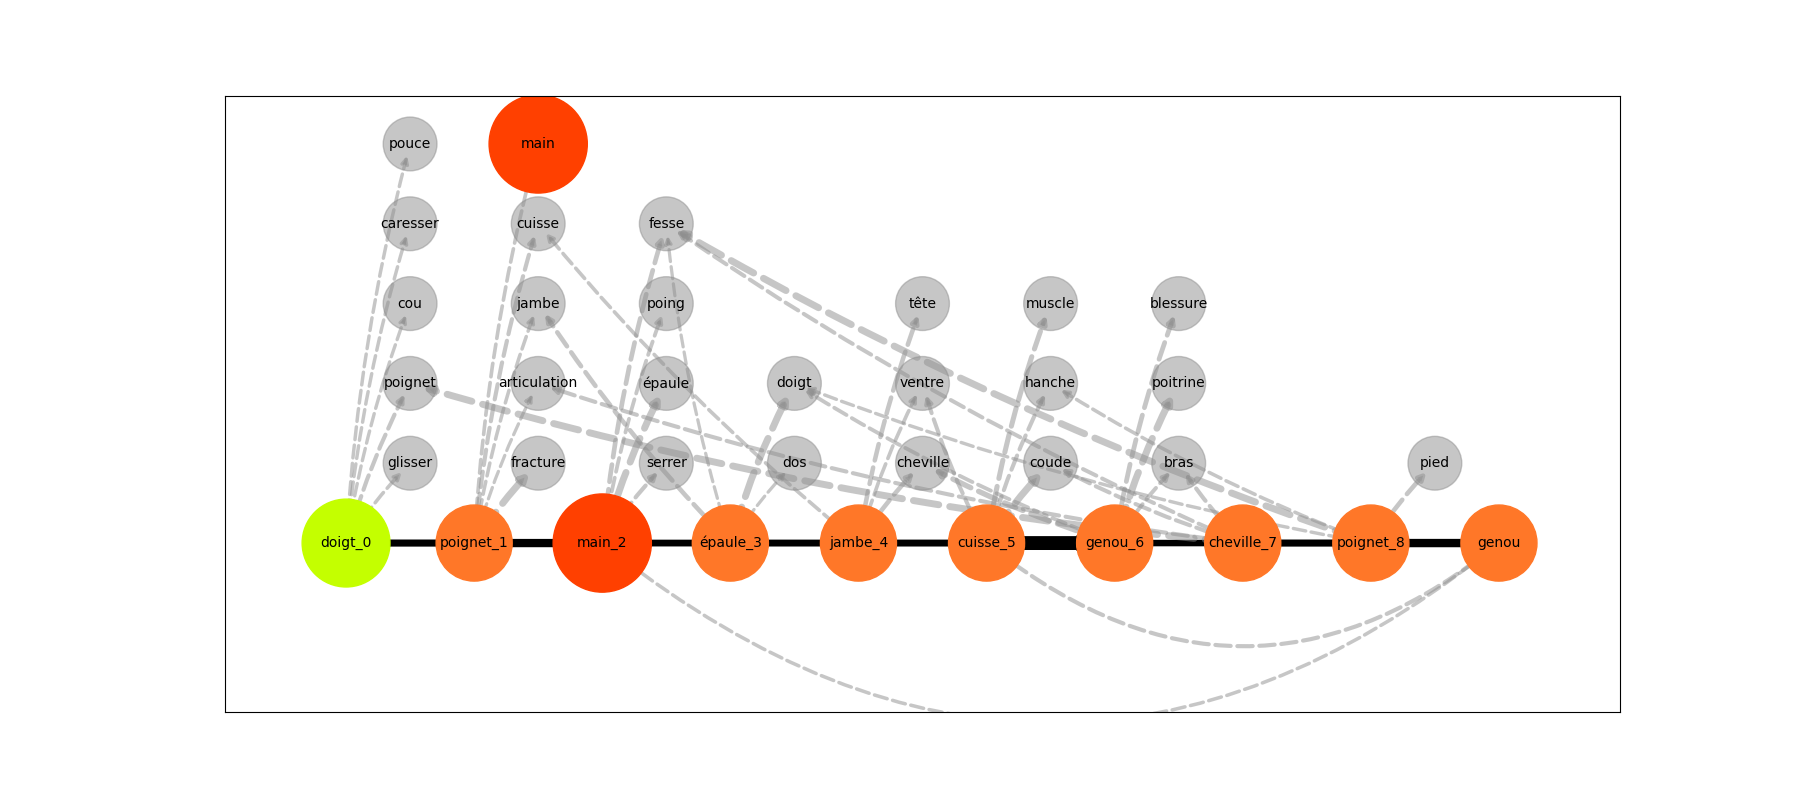 pouce
main
caresser
cuisse
fesse
cou
jambe
poing
tête
muscle
blessure
poignet
articulation
épaule
doigt
ventre
hanche
poitrine
glisser
fracture
serrer
dos
cheville
coude
bras
pied
doigt_0
poignet_1
main_2
épaule_3
jambe_4
cuisse_5
genou_6
cheville_7
poignet_8
genou